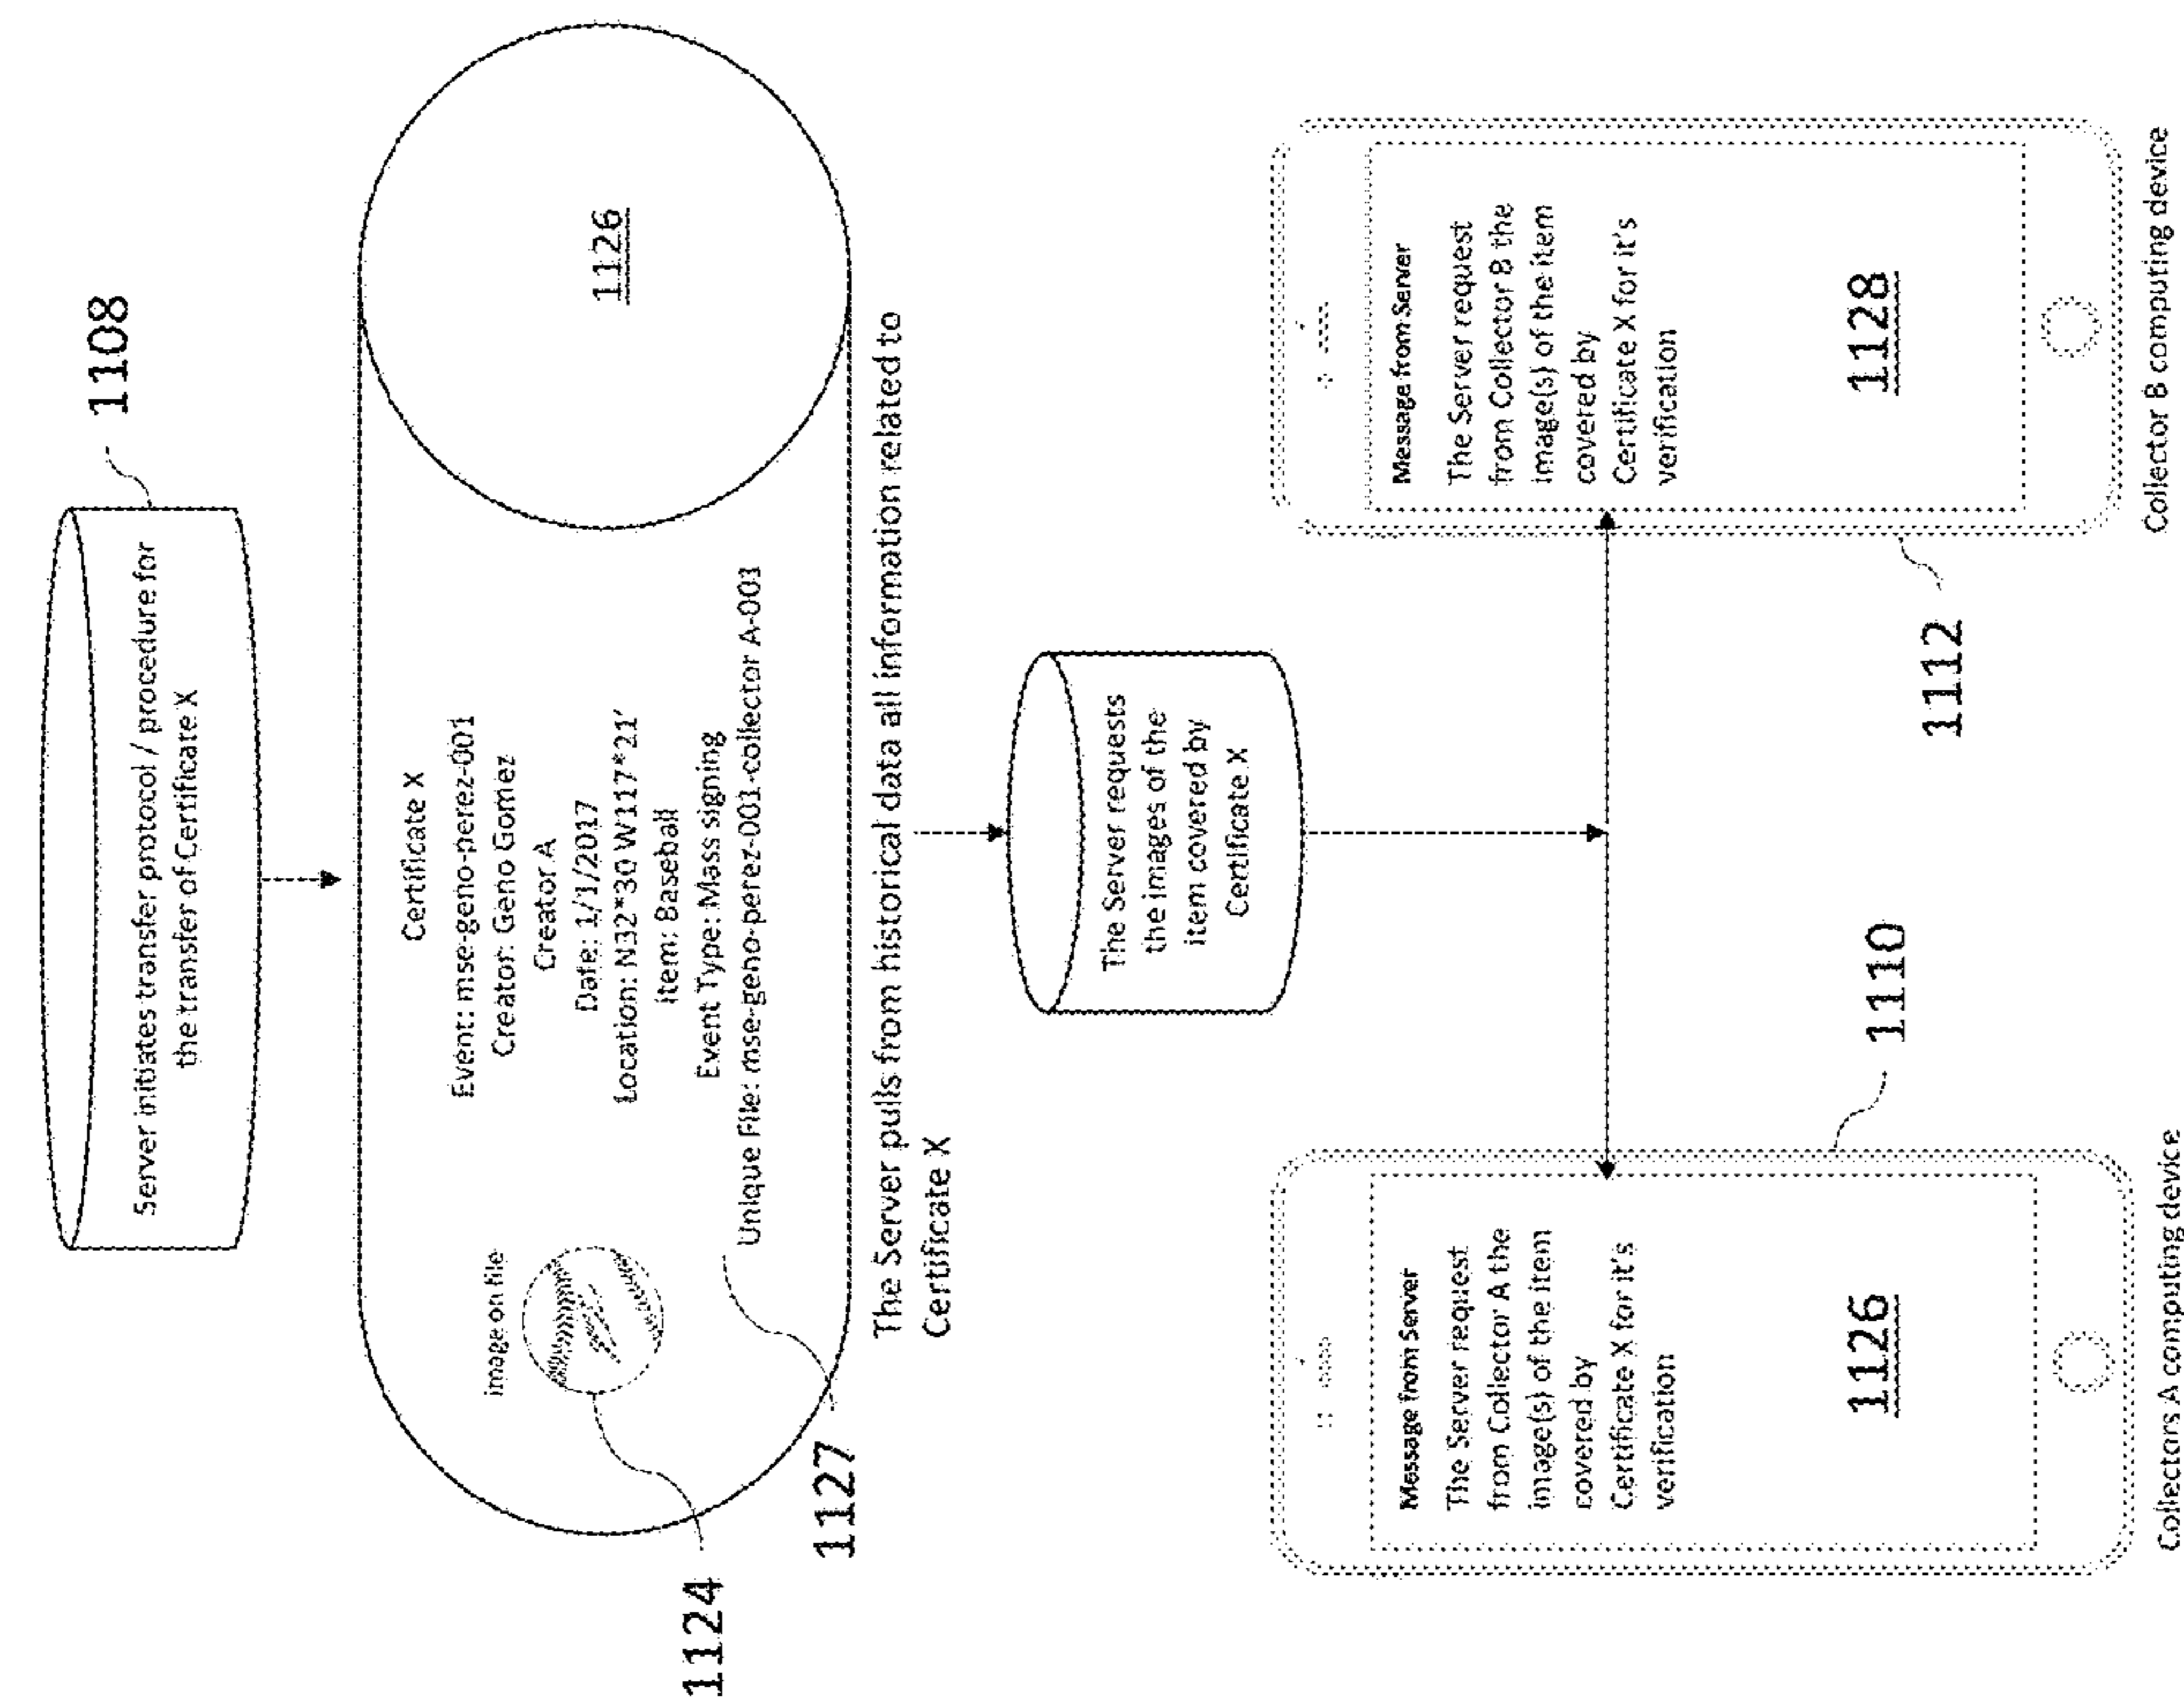 Server initiates transfer protocol / procedure for
the transfer of Certificate X
1108
image on file
1124
Certificate X
Event: mse-geno-perez-001
Creator: Geno Gomez
Creator A
Date: 1/1/2017
Location: N32*30 W117*21'
Item: Baseball
Event Type: Mass signing
Unique File: mse-geno-perez-001-collector A-001
1127
1126
The Server pulls from historical data all information related to
Certificate X
The Server requests
the images of the
item covered by
Certificate X
Message from Server
The Server request
from Collector A the
image(s) of the item
covered by
Certificate X for it's
verification
1126
1110
Collectors A computing device
Message from Server
The Server request
from Collector B the
image(s) of the item
covered by
Certificate X for it's
verification
1128
1112
Collector B computing device